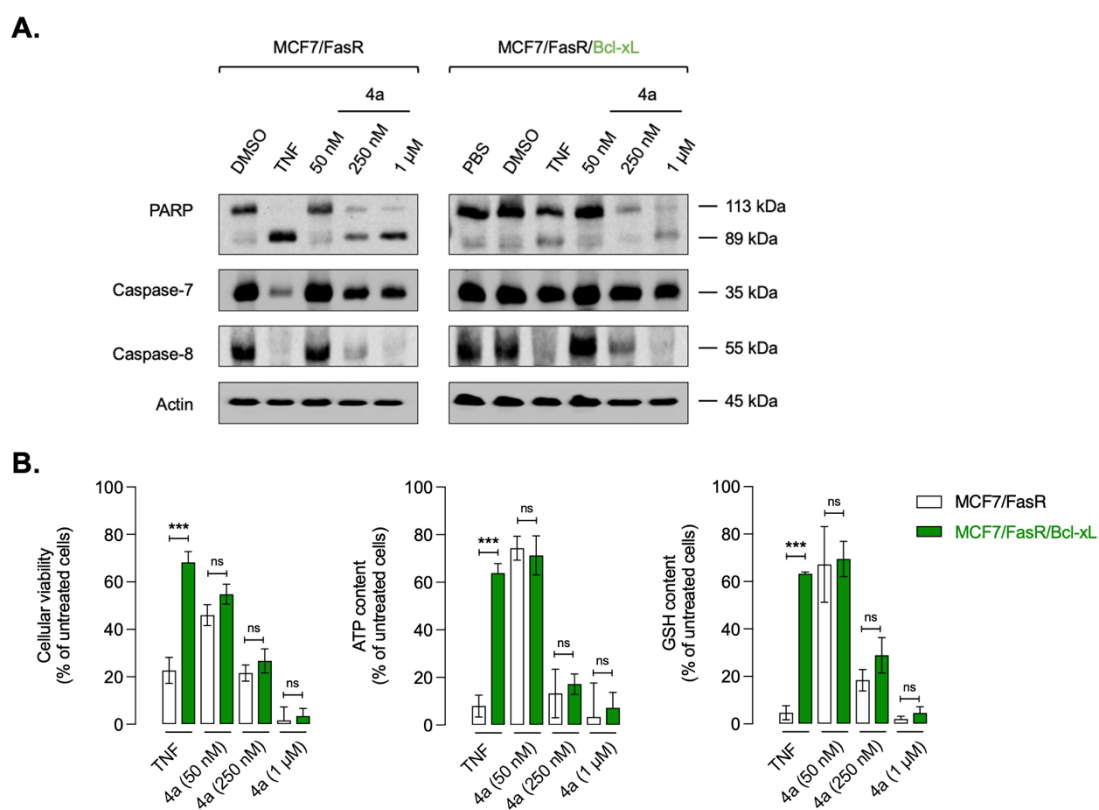 A.
MCF7/FasR
MCF7/FasR/Bcl-xL
4a
4a
DMSO
TNF
50 nM
250 nM
1 µM
PBS
DMSO
TNF
50 nM
250 nM
1 µM
PARP
113 kDa
89 kDa
Caspase-7
35 kDa
Caspase-8
55 kDa
Actin
45 kDa
B.
Cellular viability
(% of untreated cells)
100
80
60
40
20
0
***
ns
ns
ns
TNF
4a (50 nM)
4a (250 nM)
4a (1 µM)
ATP content
(% of untreated cells)
100
80
60
40
20
0
***
ns
ns
ns
TNF
4a (50 nM)
4a (250 nM)
4a (1 µM)
GSH content
(% of untreated cells)
100
80
60
40
20
0
***
ns
ns
ns
TNF
4a (50 nM)
4a (250 nM)
4a (1 µM)
MCF7/FasR
MCF7/FasR/Bcl-xL